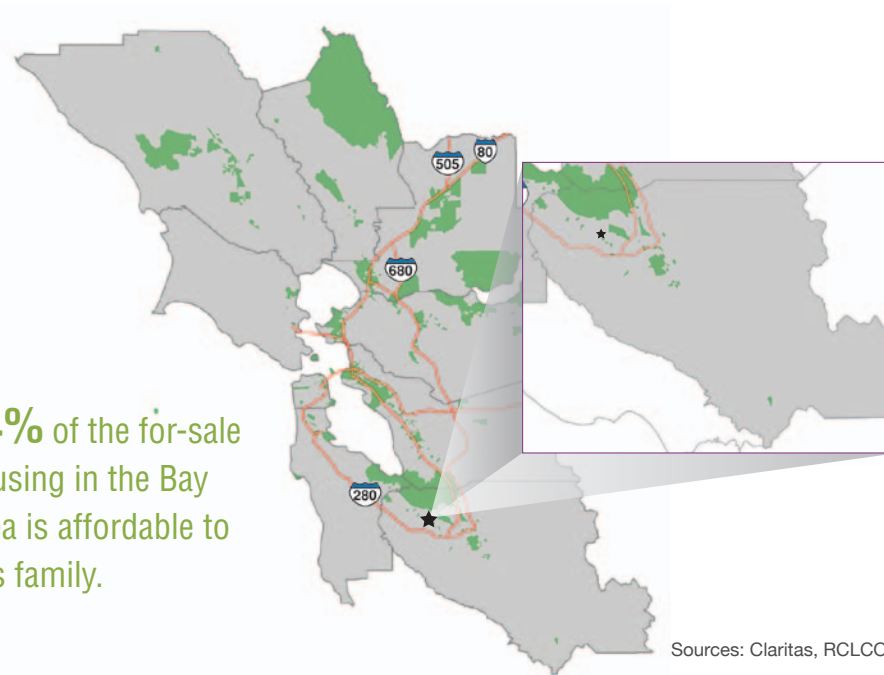 505
80
680
% of the for-sale
using in the Bay
a is affordable to
s family.
280
Sources: Claritas, RCLCO